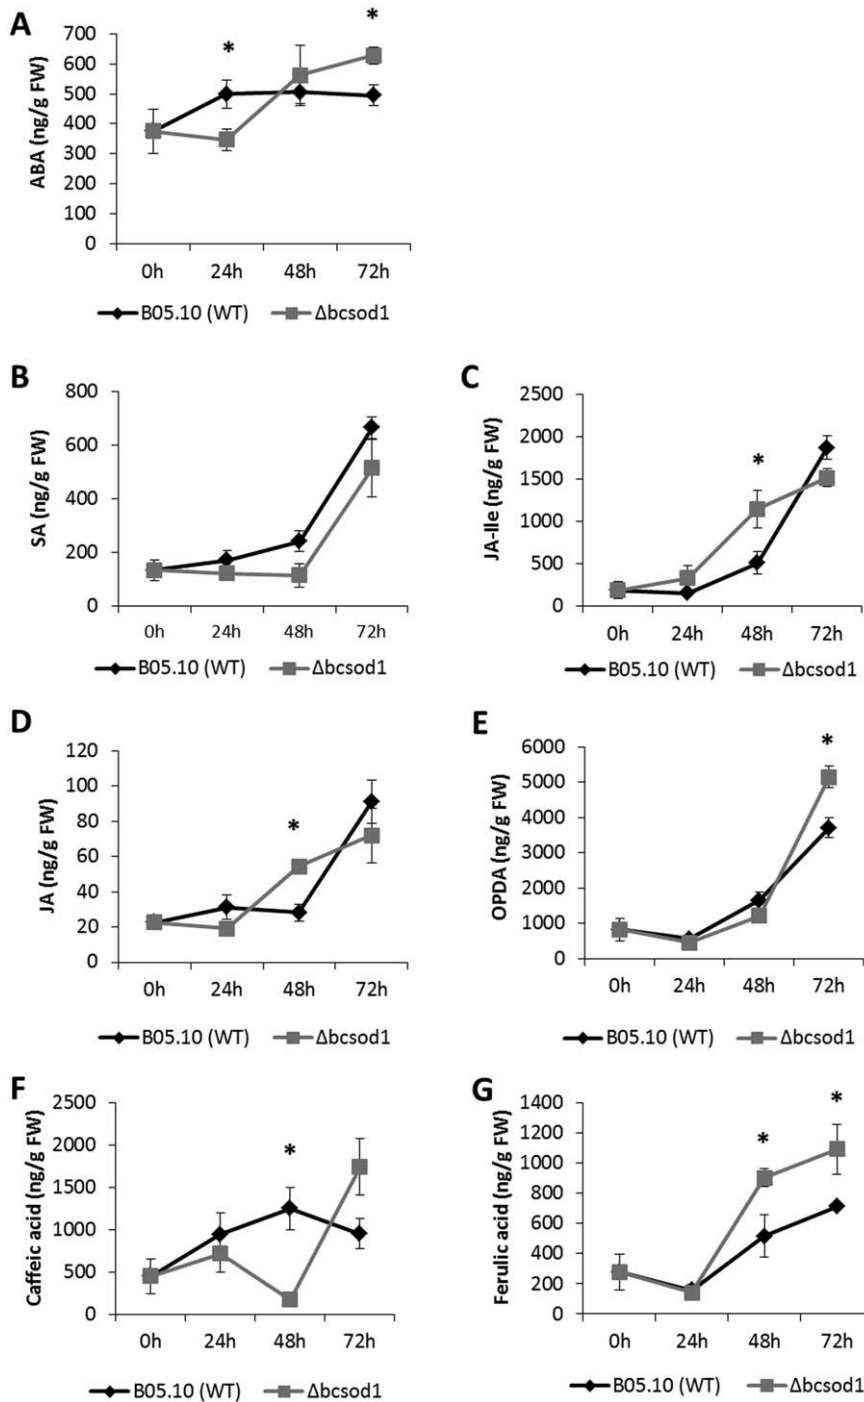 A
ABA (ng/g FW)
700
600
500
400
300
200
100
0
*
*
0h 24h 48h 72h
B05.10 (WT) Δbcsod1
B
SA (ng/g FW)
800
600
400
200
0
0h 24h 48h 72h
B05.10 (WT) Δbcsod1
C
JA-Ile (ng/g FW)
2500
2000
1500
1000
500
0
*
0h 24h 48h 72h
B05.10 (WT) Δbcsod1
D
JA (ng/g FW)
120
100
80
60
40
20
0
*
0h 24h 48h 72h
B05.10 (WT) Δbcsod1
E
OPDA (ng/g FW)
6000
5000
4000
3000
2000
1000
0
*
0h 24h 48h 72h
B05.10 (WT) Δbcsod1
F
Caffeic acid (ng/g FW)
2500
2000
1500
1000
500
0
*
0h 24h 48h 72h
B05.10 (WT) Δbcsod1
G
Ferulic acid (ng/g FW)
1400
1200
1000
800
600
400
200
0
*
*
0h 24h 48h 72h
B05.10 (WT) Δbcsod1